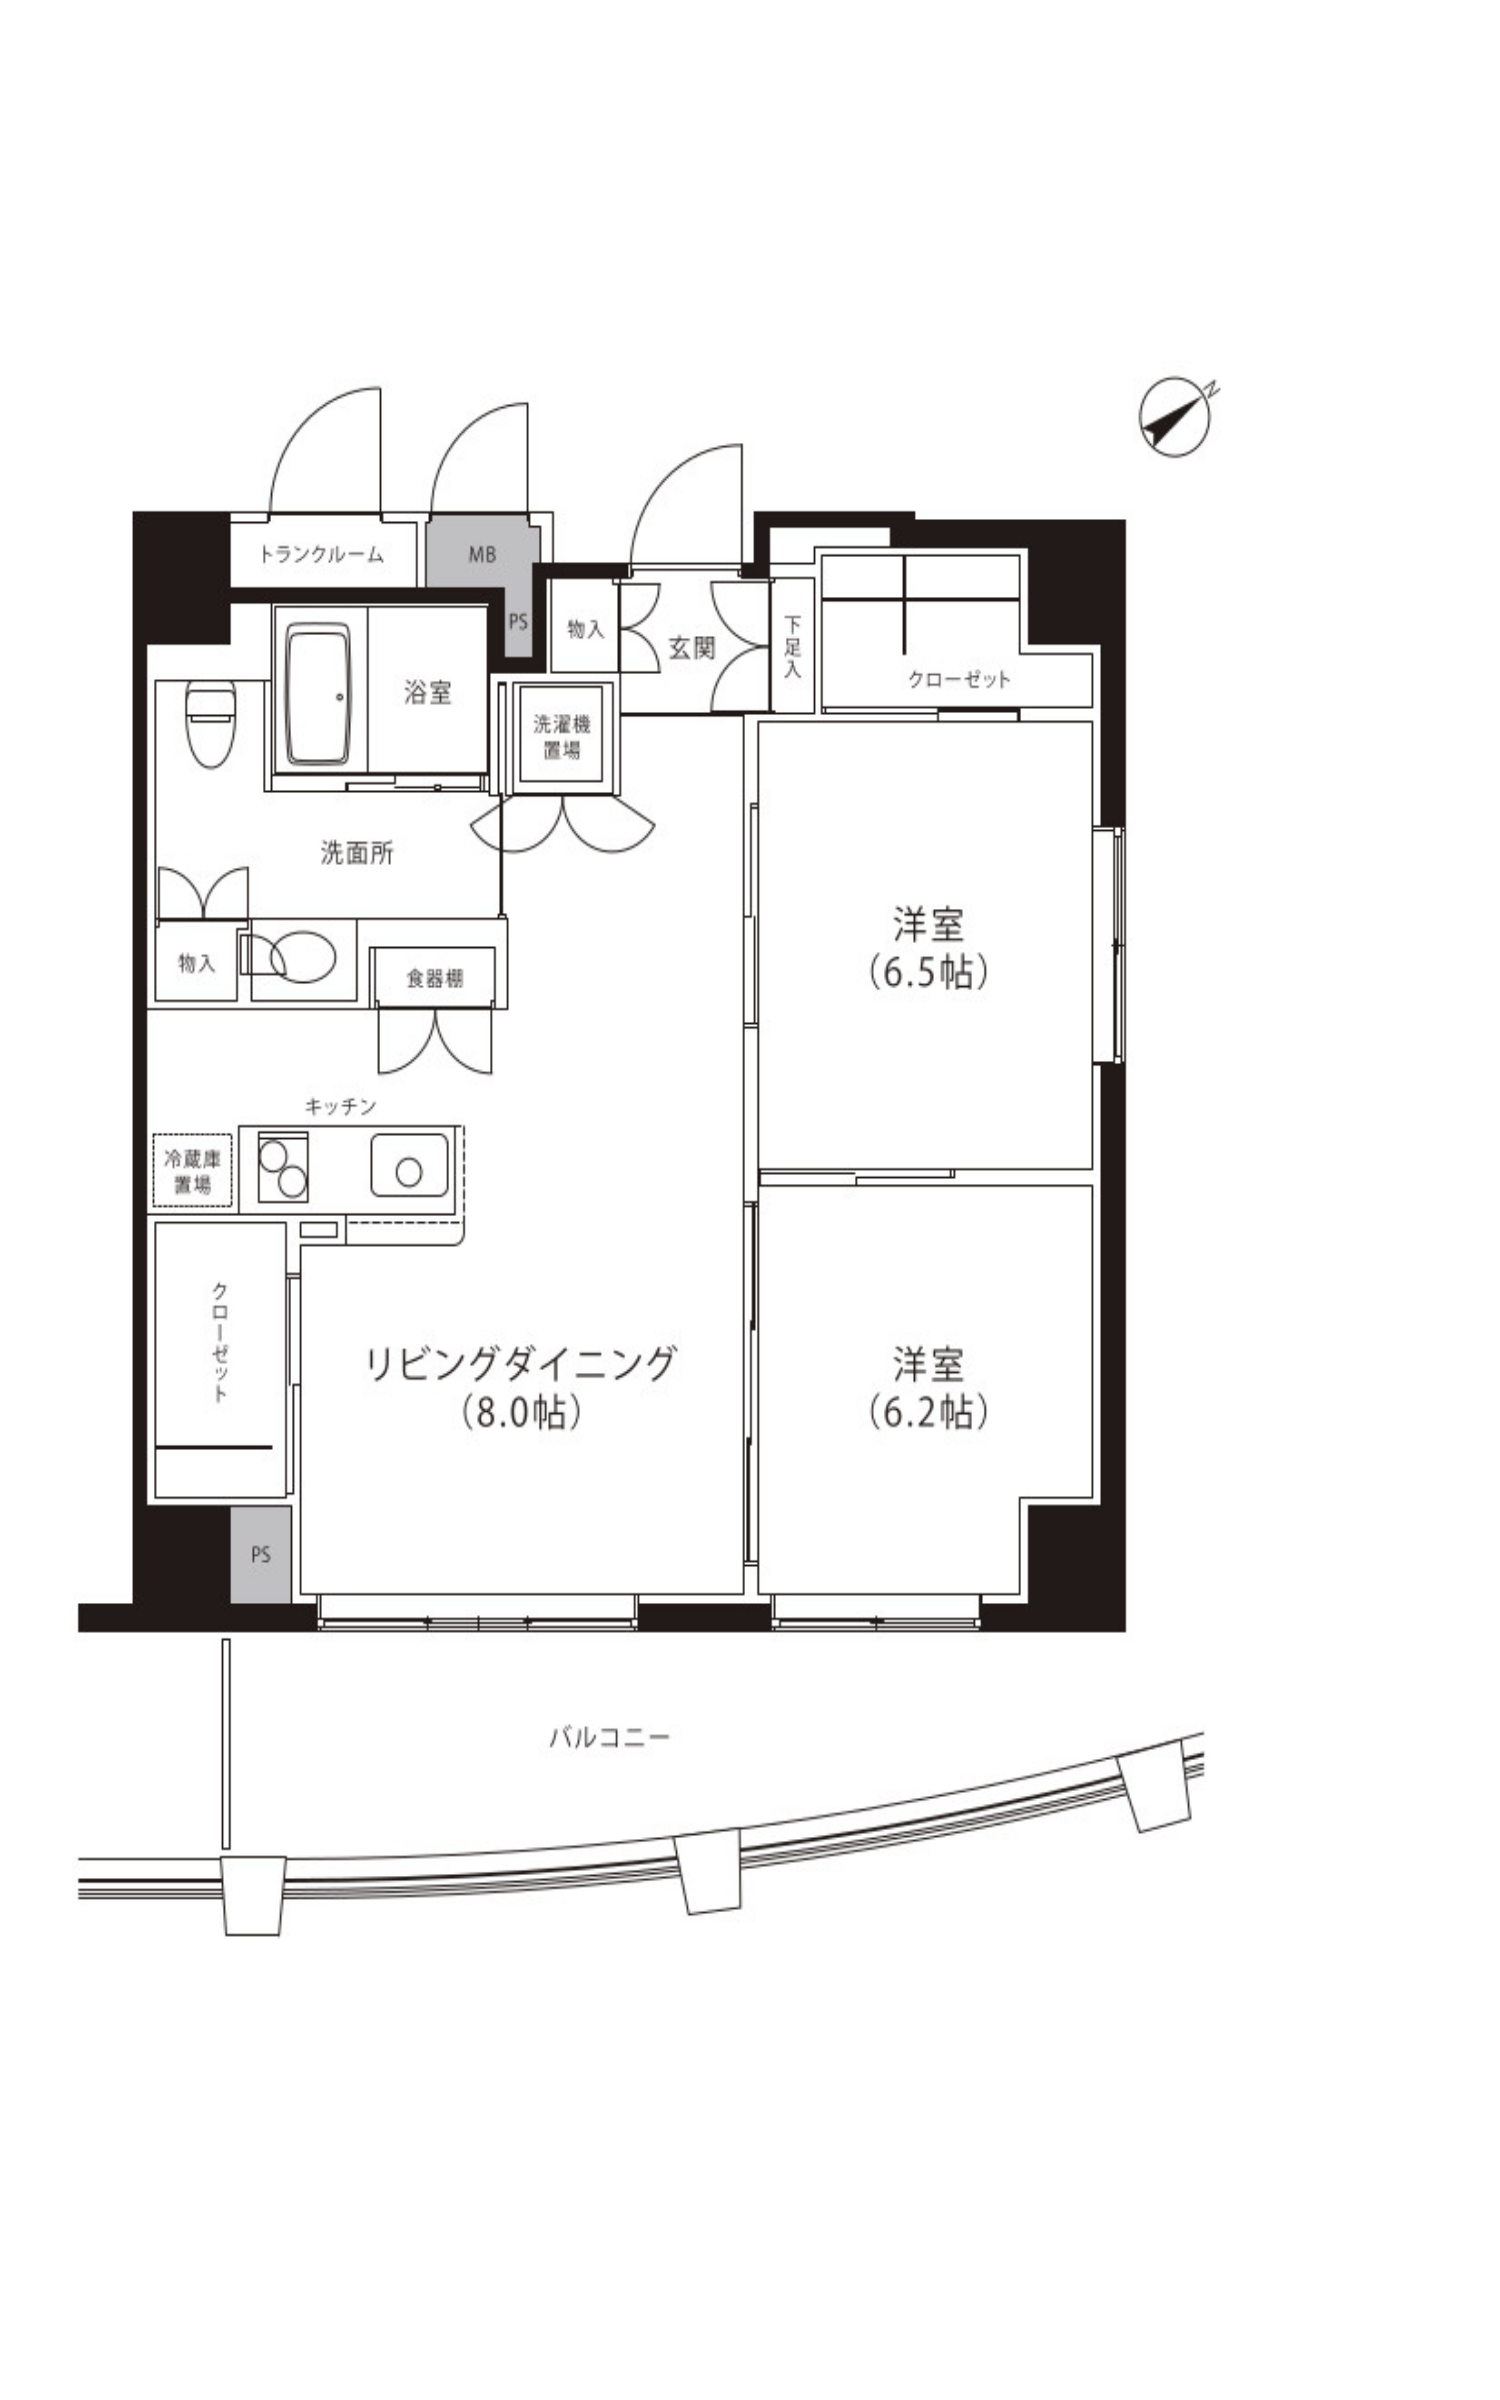 N
トランクルーム
MB
PS
物入
玄関
下足入
クローゼット
浴室
洗濯機
置場
洗面所
洋室
(6.5帖)
物入
食器棚
キッチン
冷蔵庫
置場
クローゼット
リビングダイニング
(8.0帖)
洋室
(6.2帖)
PS
バルコニー